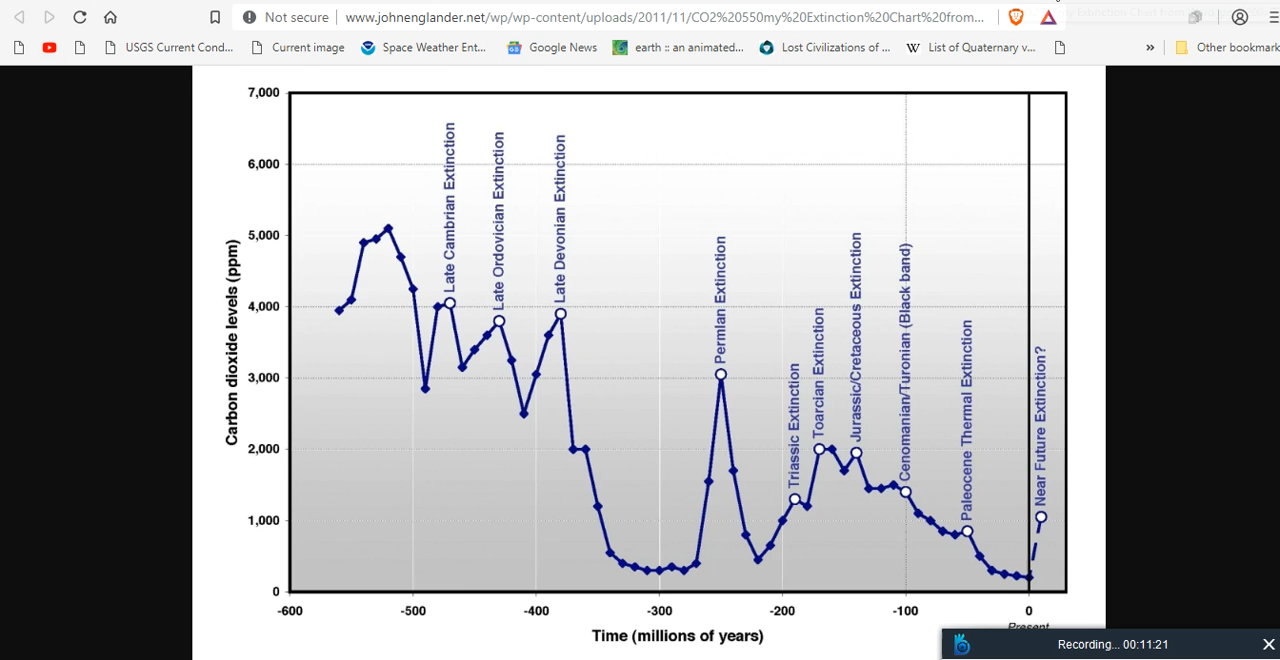 Not secure www.johnenglander.net/wp/wp-content/uploads/2011/11/CO2%20550my%20Extinction%20Chart%20from...
USGS Current Cond... Current image Space Weather Ent... Google News earth :: an animated... Lost Civilizations of ... W List of Quaternary v... » Other bookmark
7,000
6,000
5,000
4,000
3,000
2,000
1,000
0
Carbon dioxide levels (ppm)
Late Cambrian Extinction
Late Ordovician Extinction
Late Devonian Extinction
Permian Extinction
Triassic Extinction
Toarcian Extinction
Jurassic/Cretaceous Extinction
Cenomanian/Turonian (Black band)
Paleocene Thermal Extinction
Near Future Extinction?
-600 -500 -400 -300 -200 -100 0
Present
Time (millions of years)
Recording... 00:11:21